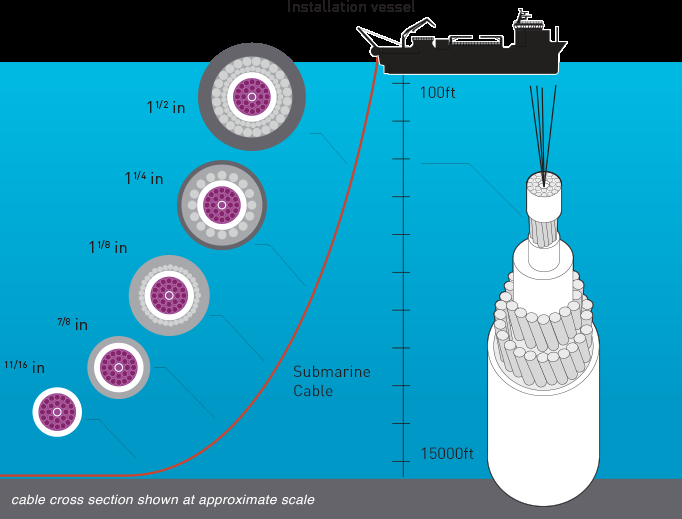 Installation vessel
100ft
1 1/2 in
1 1/4 in
1 1/8 in
7/8 in
11/16 in
Submarine
Cable
15000ft
cable cross section shown at approximate scale